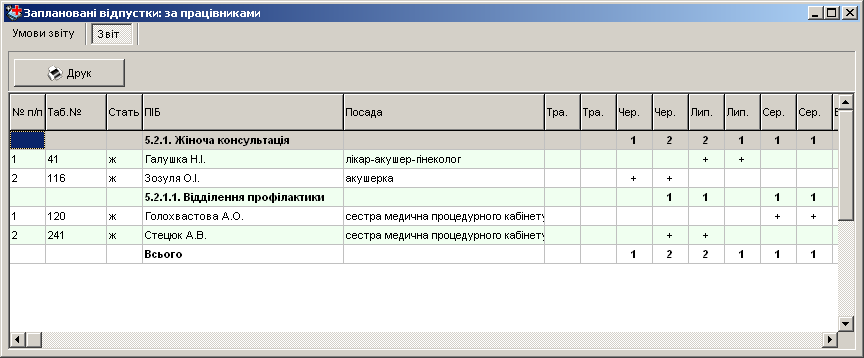 Заплановані відпустки: за працівниками
Умови звіту Звіт
Друк
№ п/п Таб.№ Стать ПІБ Посада Тра. Тра. Чер. Чер. Лип. Лип. Сер. Сер.
5.2.1. Жіноча консультація 1 2 2 1 1 1
1 41 ж Галушка Н.І. лікар-акушер-гінеколог + +
2 116 ж Зозуля О.І. акушерка + +
5.2.1.1. Відділення профілактики 1 1 1 1
1 120 ж Голохвастова А.О. сестра медична процедурного кабінету + +
2 241 ж Стецюк А.В. сестра медична процедурного кабінету + +
Всього 1 2 2 1 1 1